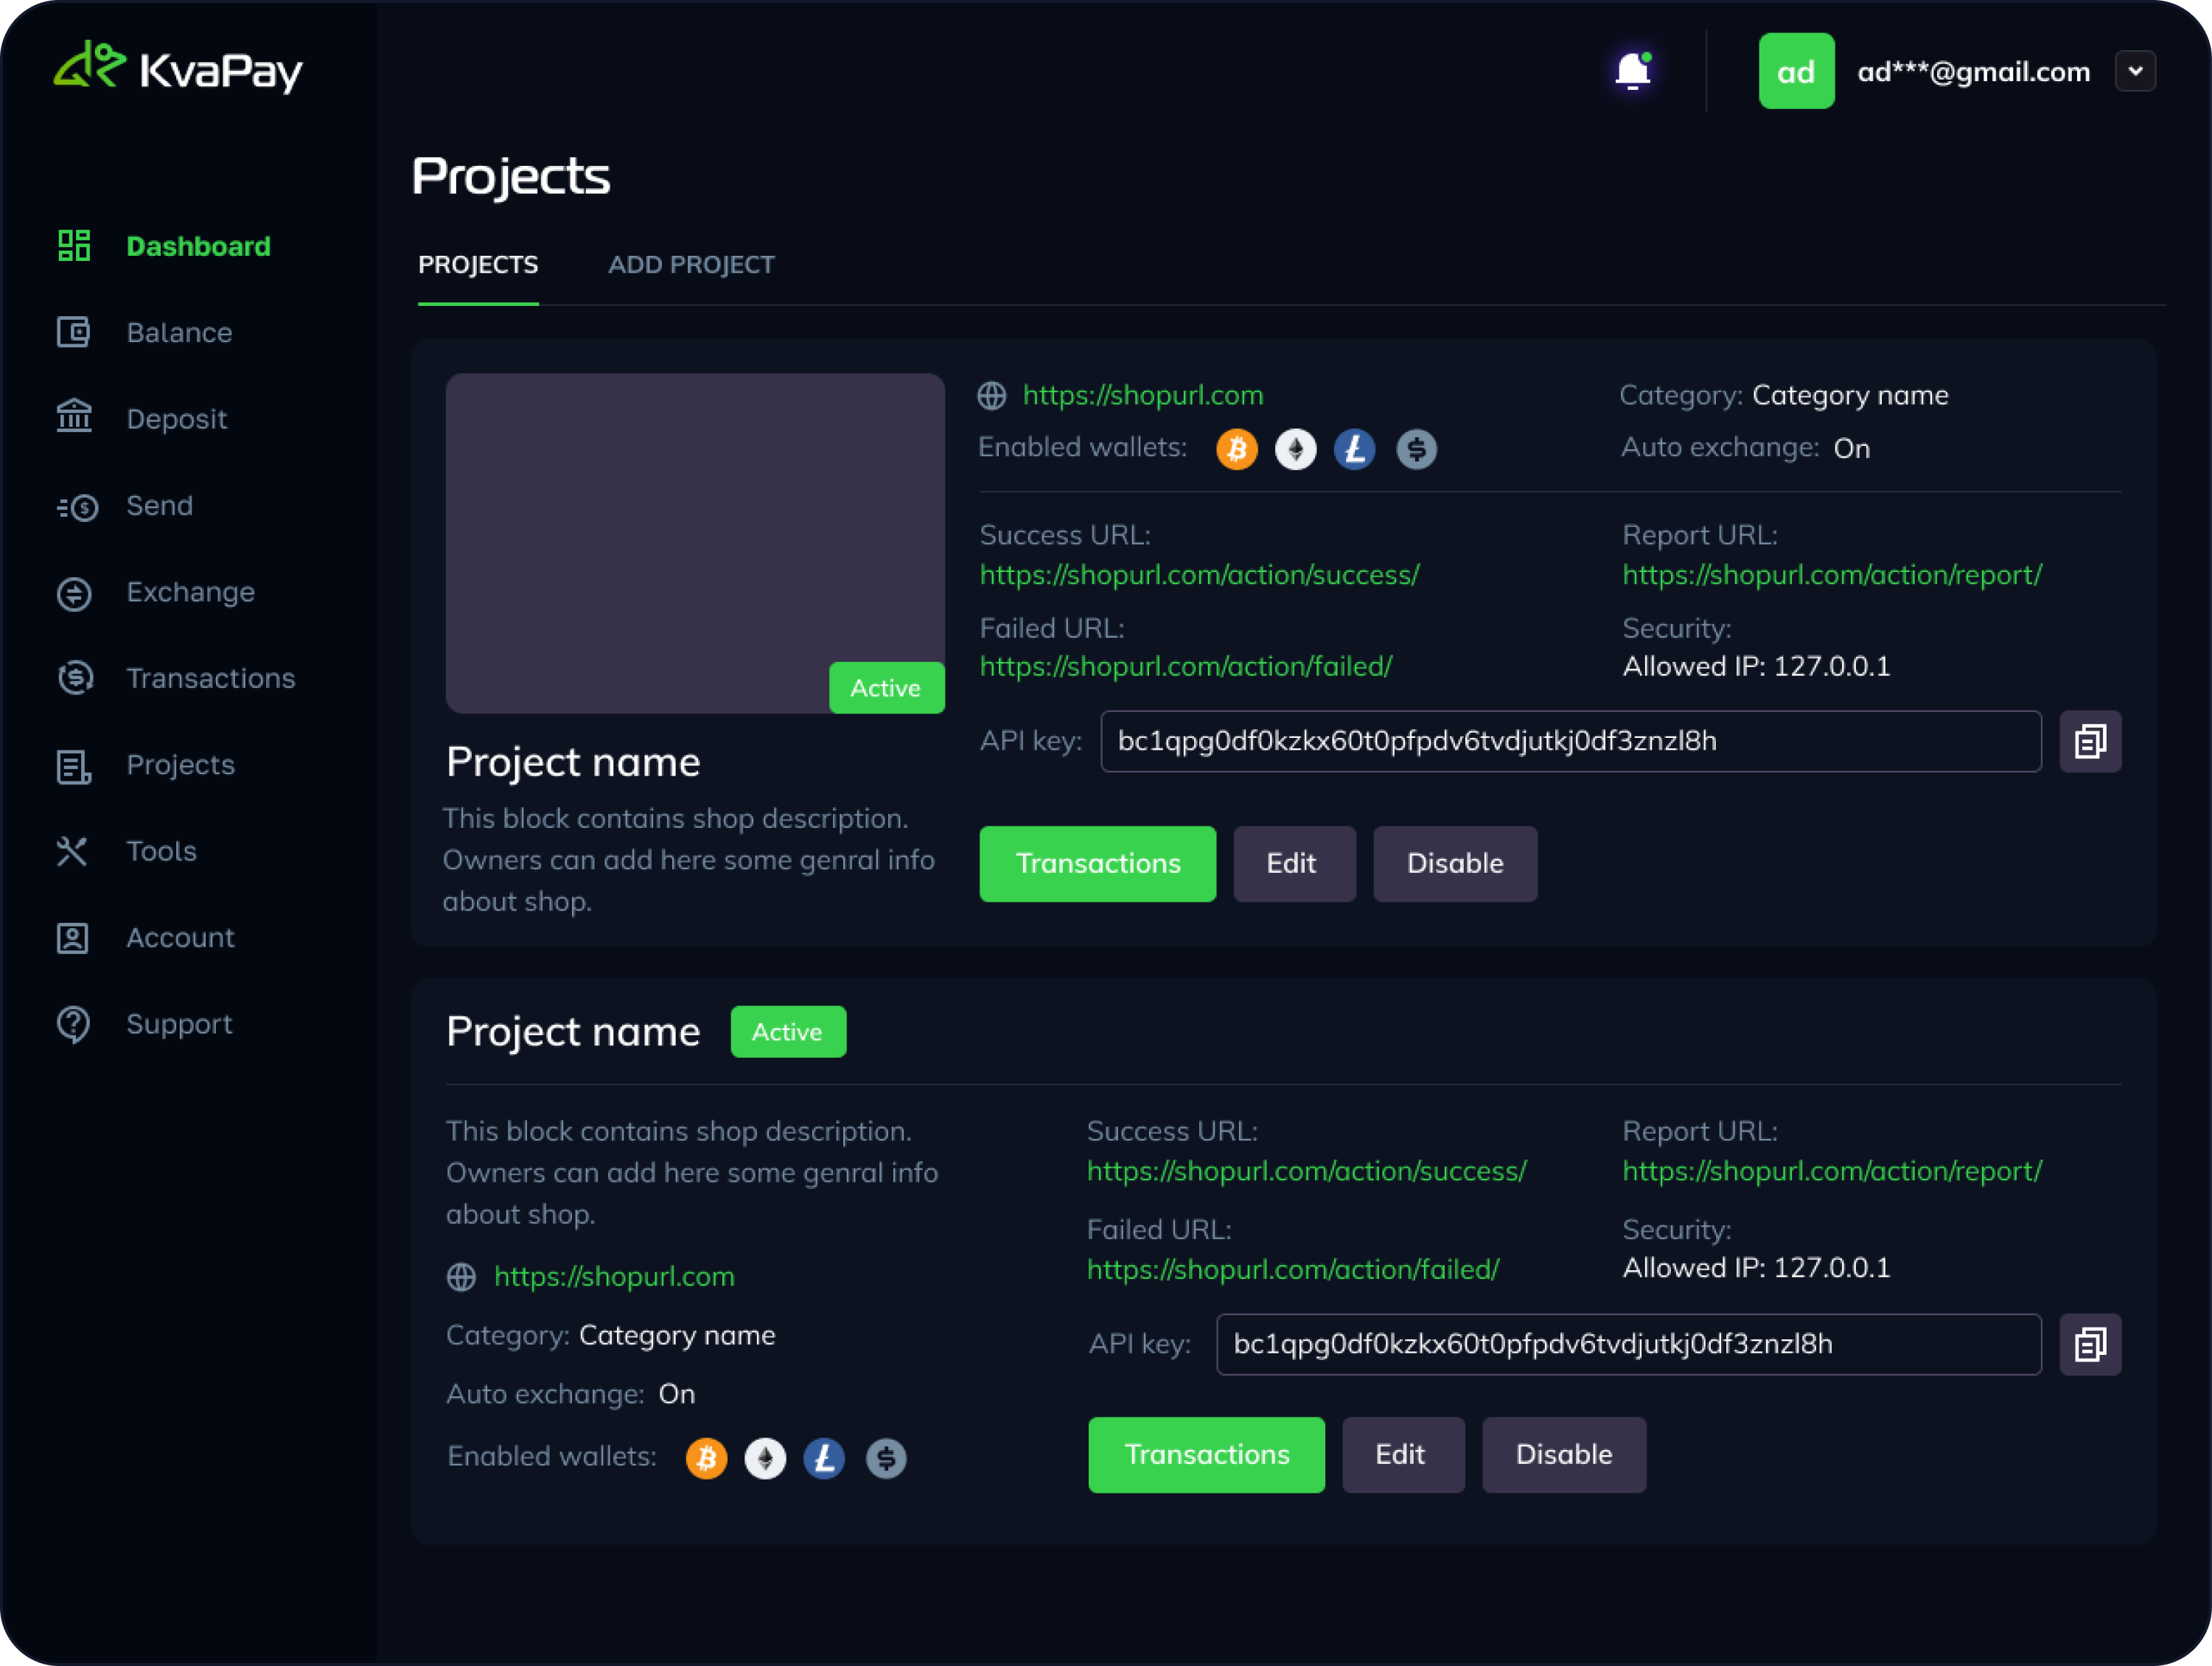 KvaPay
ad
ad***@gmail.com
Projects
PROJECTS
ADD PROJECT
Dashboard
Balance
Deposit
Send
Exchange
Transactions
Projects
Tools
Account
Support
Active
Project name
This block contains shop description.
Owners can add here some genral info
about shop.
https://shopurl.com
Category: Category name
Enabled wallets:
Auto exchange: On
Success URL:
https://shopurl.com/action/success/
Report URL:
https://shopurl.com/action/report/
Failed URL:
https://shopurl.com/action/failed/
Security:
Allowed IP: 127.0.0.1
API key: bc1qpg0df0kzkx60t0pfpdv6tvdjutkj0df3znzl8h
Transactions
Edit
Disable
Project name
Active
This block contains shop description.
Owners can add here some genral info
about shop.
https://shopurl.com
Category: Category name
Auto exchange: On
Enabled wallets:
Success URL:
https://shopurl.com/action/success/
Report URL:
https://shopurl.com/action/report/
Failed URL:
https://shopurl.com/action/failed/
Security:
Allowed IP: 127.0.0.1
API key: bc1qpg0df0kzkx60t0pfpdv6tvdjutkj0df3znzl8h
Transactions
Edit
Disable